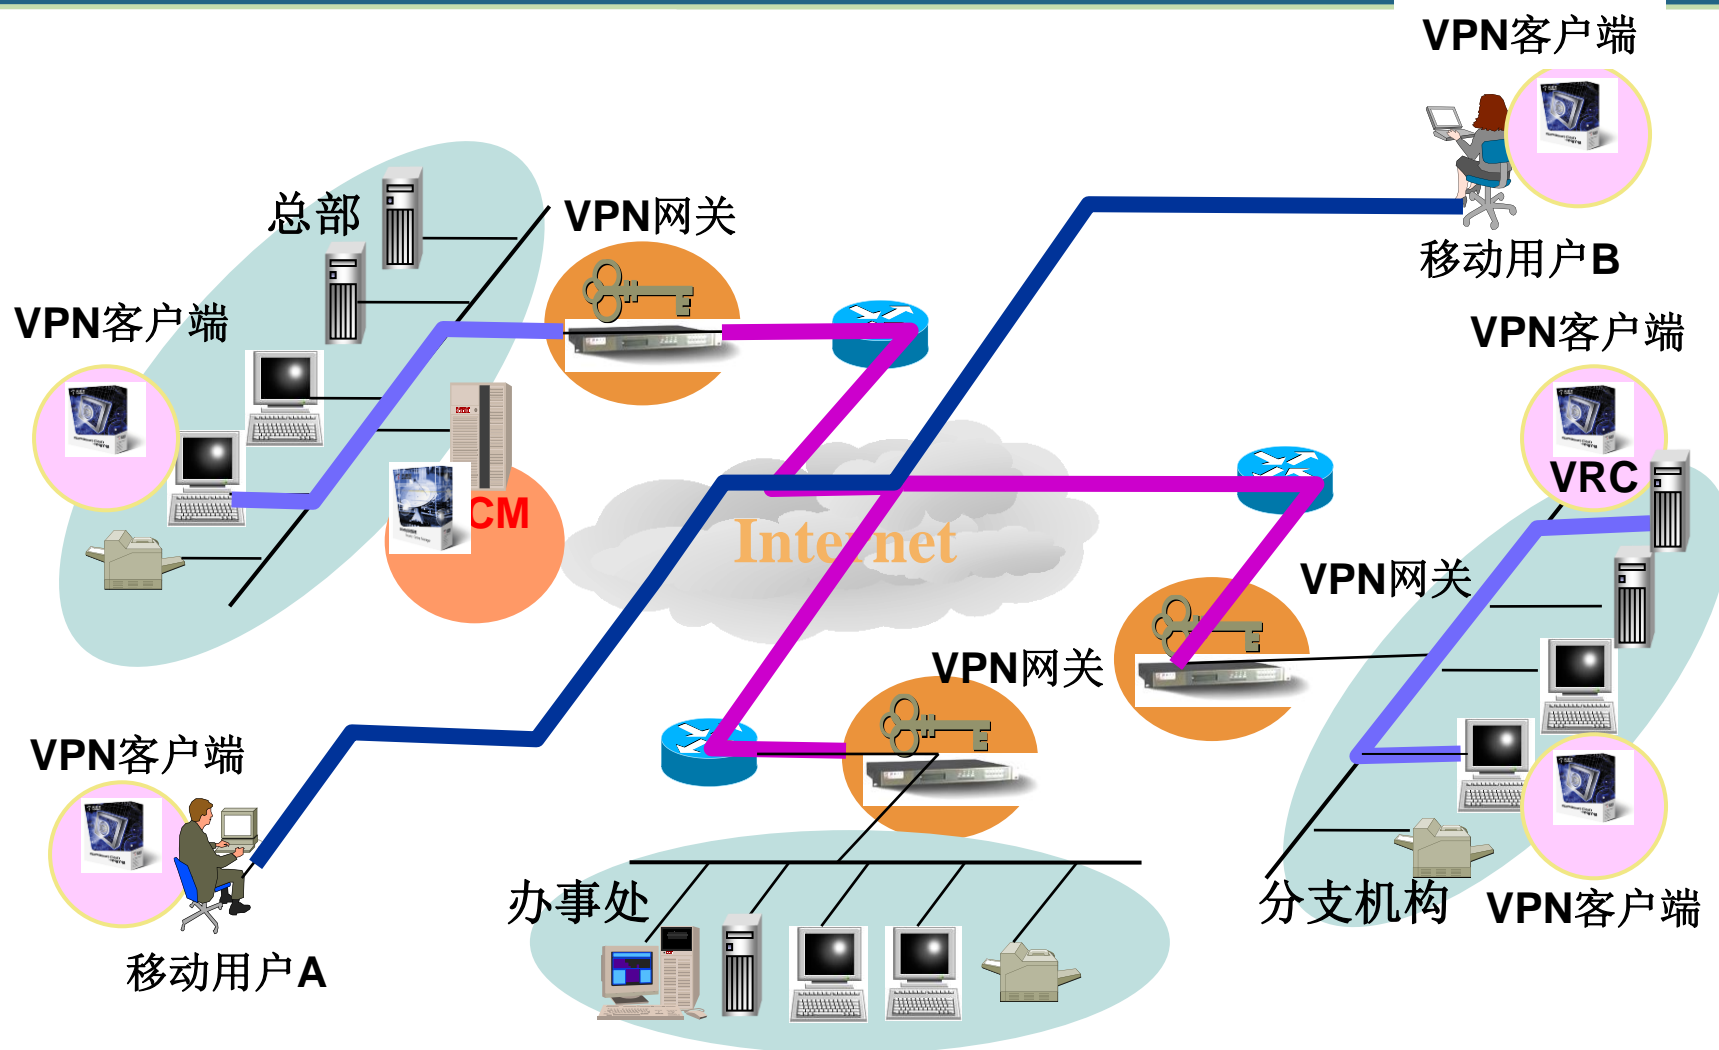 VPN客户端
总部
VPN网关
移动用户B
VPN客户端
VPN客户端
VRC
CM
Internet
VPN网关
VPN网关
VPN客户端
办事处
分支机构
VPN客户端
移动用户A